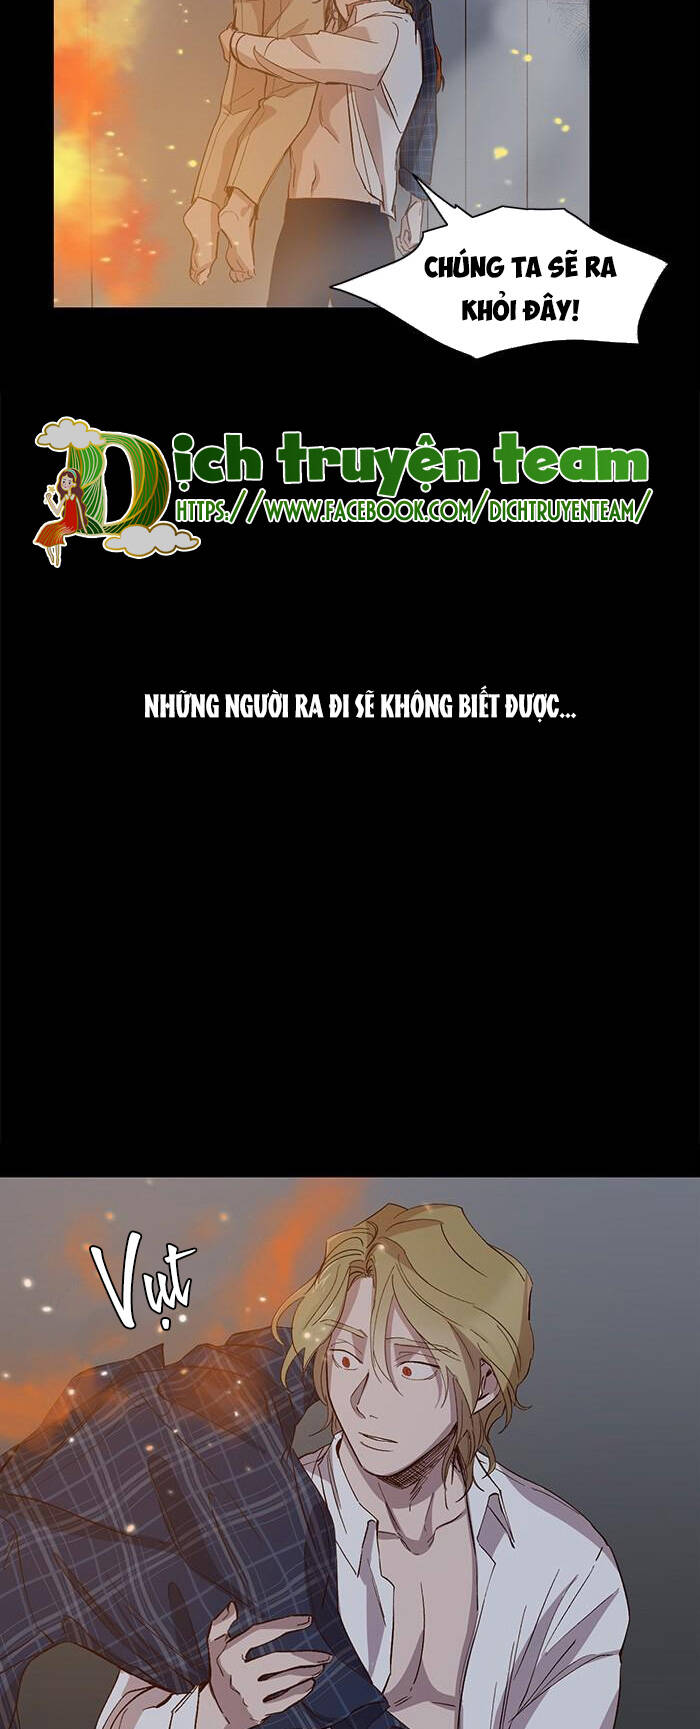 CHÚNG TA SẼ RA
KHỎI ĐÂY!
Dịch truyện team
HTTPS://WWW.FACEBOOK.COM/DICHTRUYENTEAM/
NHỮNG NGƯỜI RA ĐI SẼ KHÔNG BIẾT ĐƯỢC...
Vụt